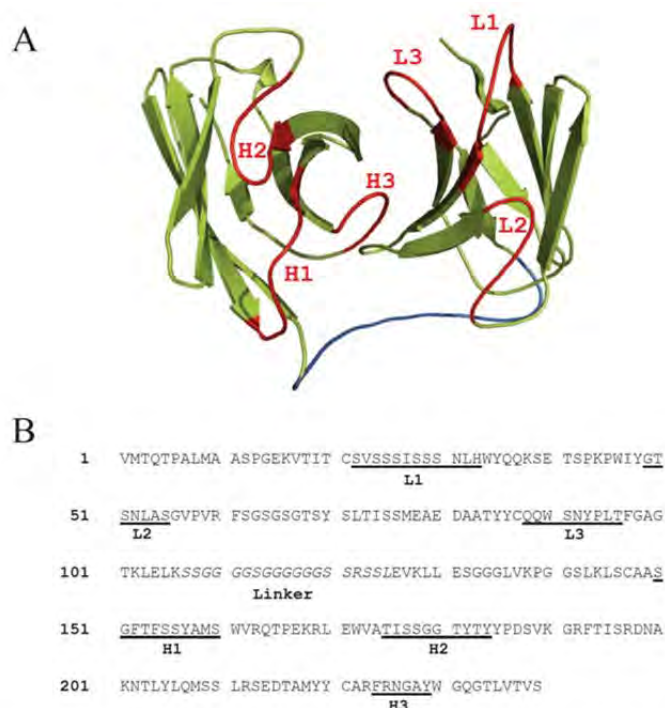 A
L1
L3
H2
H3
L2
H1
B
1 VMTQTPALMA ASPGEKVTIT CSVSSSISSS NLHWYQQKSE TSPKPWIYGT
L1
51 SNLASGVPVR FSGSGSGTSY SLTISSMEAE DAATYYCQQW SNYPLTFGAG
L2 L3
101 TKLELKSSGG GGSGGGGGGS SRSSLEVKLL ESGGGLVKPG GSLKLSCAAS
Linker
151 GFTFSSYAMS WVRQTPEKRL EWVATISSGG TYTYYPDSVK GRFTISRDNA
H1 H2
201 KNTLYLQMSS LRSEDTAMYY CARFRNGAYW GQGTLVTVS
H3